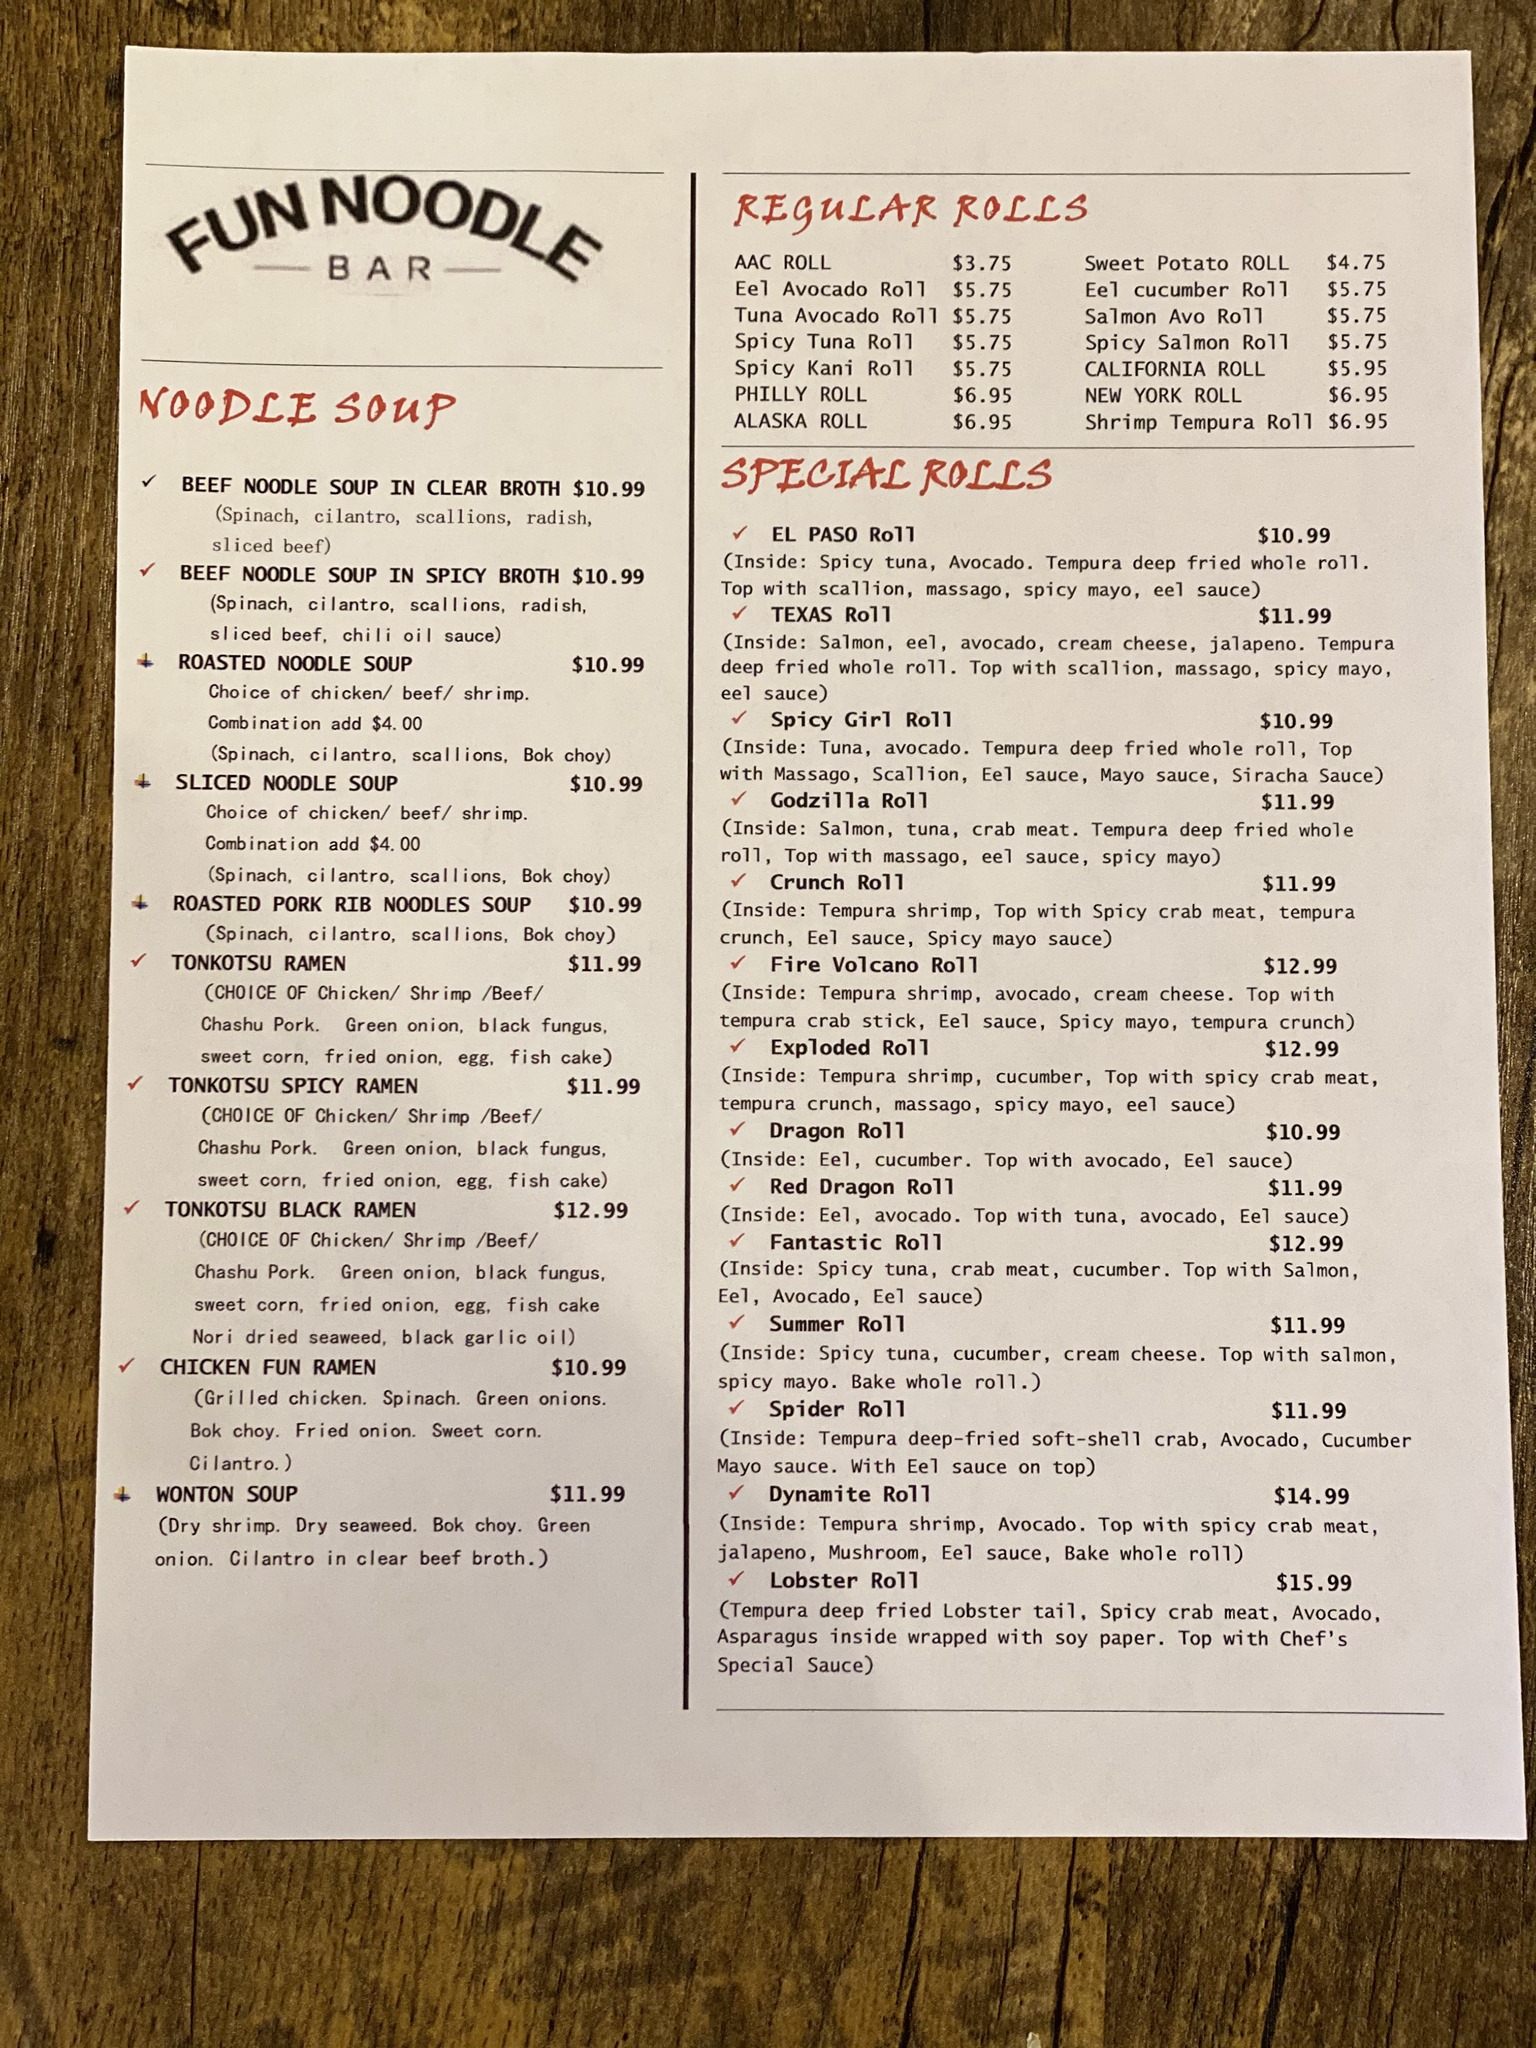 FUN NOODLE
BAR
NOODLE SOUP
✓ BEEF NOODLE SOUP IN CLEAR BROTH $10.99
(Spinach, cilantro, scallions, radish,
sliced beef)
✓ BEEF NOODLE SOUP IN SPICY BROTH $10.99
(Spinach, cilantro, scallions, radish,
sliced beef, chili oil sauce)
ROASTED NOODLE SOUP $10.99
Choice of chicken/ beef/ shrimp.
Combination add $4.00
(Spinach, cilantro, scallions, Bok choy)
SLICED NOODLE SOUP $10.99
Choice of chicken/ beef/ shrimp.
Combination add $4.00
(Spinach, cilantro, scallions, Bok choy)
ROASTED PORK RIB NOODLES SOUP $10.99
(Spinach, cilantro, scallions, Bok choy)
✓ TONKOTSU RAMEN $11.99
(CHOICE OF Chicken/ Shrimp /Beef/
Chashu Pork. Green onion, black fungus,
sweet corn, fried onion, egg, fish cake)
✓ TONKOTSU SPICY RAMEN $11.99
(CHOICE OF Chicken/ Shrimp /Beef/
Chashu Pork. Green onion, black fungus,
sweet corn, fried onion, egg, fish cake)
✓ TONKOTSU BLACK RAMEN $12.99
(CHOICE OF Chicken/ Shrimp /Beef/
Chashu Pork. Green onion, black fungus,
sweet corn, fried onion, egg, fish cake
Nori dried seaweed, black garlic oil)
✓ CHICKEN FUN RAMEN $10.99
(Grilled chicken. Spinach. Green onions.
Bok choy. Fried onion. Sweet corn.
Cilantro.)
WONTON SOUP $11.99
(Dry shrimp. Dry seaweed. Bok choy. Green
onion. Cilantro in clear beef broth.)
REGULAR ROLLS
AAC ROLL $3.75 Sweet Potato ROLL $4.75
Eel Avocado Roll $5.75 Eel cucumber Roll $5.75
Tuna Avocado Roll $5.75 Salmon Avo Roll $5.75
Spicy Tuna Roll $5.75 Spicy Salmon Roll $5.75
Spicy Kani Roll $5.75 CALIFORNIA ROLL $5.95
PHILLY ROLL $6.95 NEW YORK ROLL $6.95
ALASKA ROLL $6.95 Shrimp Tempura Roll $6.95
SPECIAL ROLLS
✓ EL PASO Roll $10.99
(Inside: Spicy tuna, Avocado. Tempura deep fried whole roll.
Top with scallion, massago, spicy mayo, eel sauce)
✓ TEXAS Roll $11.99
(Inside: Salmon, eel, avocado, cream cheese, jalapeno. Tempura
deep fried whole roll. Top with scallion, massago, spicy mayo,
eel sauce)
✓ Spicy Girl Roll $10.99
(Inside: Tuna, avocado. Tempura deep fried whole roll, Top
with Massago, Scallion, Eel sauce, Mayo sauce, Siracha Sauce)
✓ Godzilla Roll $11.99
(Inside: Salmon, tuna, crab meat. Tempura deep fried whole
roll, Top with massago, eel sauce, spicy mayo)
✓ Crunch Roll $11.99
(Inside: Tempura shrimp, Top with Spicy crab meat, tempura
crunch, Eel sauce, Spicy mayo sauce)
✓ Fire Volcano Roll $12.99
(Inside: Tempura shrimp, avocado, cream cheese. Top with
tempura crab stick, Eel sauce, Spicy mayo, tempura crunch)
✓ Exploded Roll $12.99
(Inside: Tempura shrimp, cucumber, Top with spicy crab meat,
tempura crunch, massago, spicy mayo, eel sauce)
✓ Dragon Roll $10.99
(Inside: Eel, cucumber. Top with avocado, Eel sauce)
✓ Red Dragon Roll $11.99
(Inside: Eel, avocado. Top with tuna, avocado, Eel sauce)
✓ Fantastic Roll $12.99
(Inside: Spicy tuna, crab meat, cucumber. Top with Salmon,
Eel, Avocado, Eel sauce)
✓ Summer Roll $11.99
(Inside: Spicy tuna, cucumber, cream cheese. Top with salmon,
spicy mayo. Bake whole roll.)
✓ Spider Roll $11.99
(Inside: Tempura deep-fried soft-shell crab, Avocado, Cucumber
Mayo sauce. With Eel sauce on top)
✓ Dynamite Roll $14.99
(Inside: Tempura shrimp, Avocado. Top with spicy crab meat,
jalapeno, Mushroom, Eel sauce, Bake whole roll)
✓ Lobster Roll $15.99
(Tempura deep fried Lobster tail, Spicy crab meat, Avocado,
Asparagus inside wrapped with soy paper. Top with Chef's
Special Sauce)